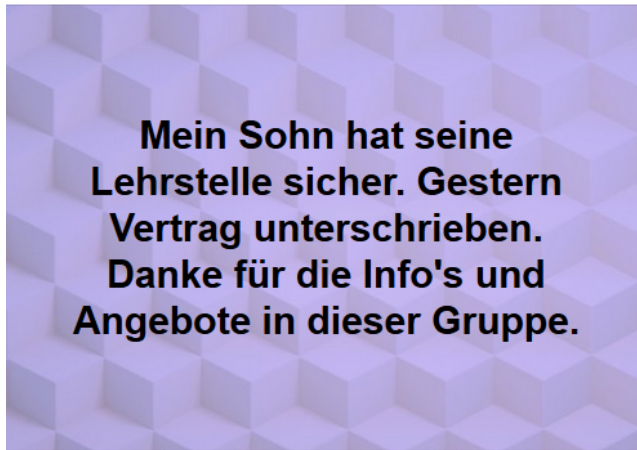 Mein Sohn hat seine
Lehrstelle sicher. Gestern
Vertrag unterschrieben.
Danke für die Info's und
Angebote in dieser Gruppe.